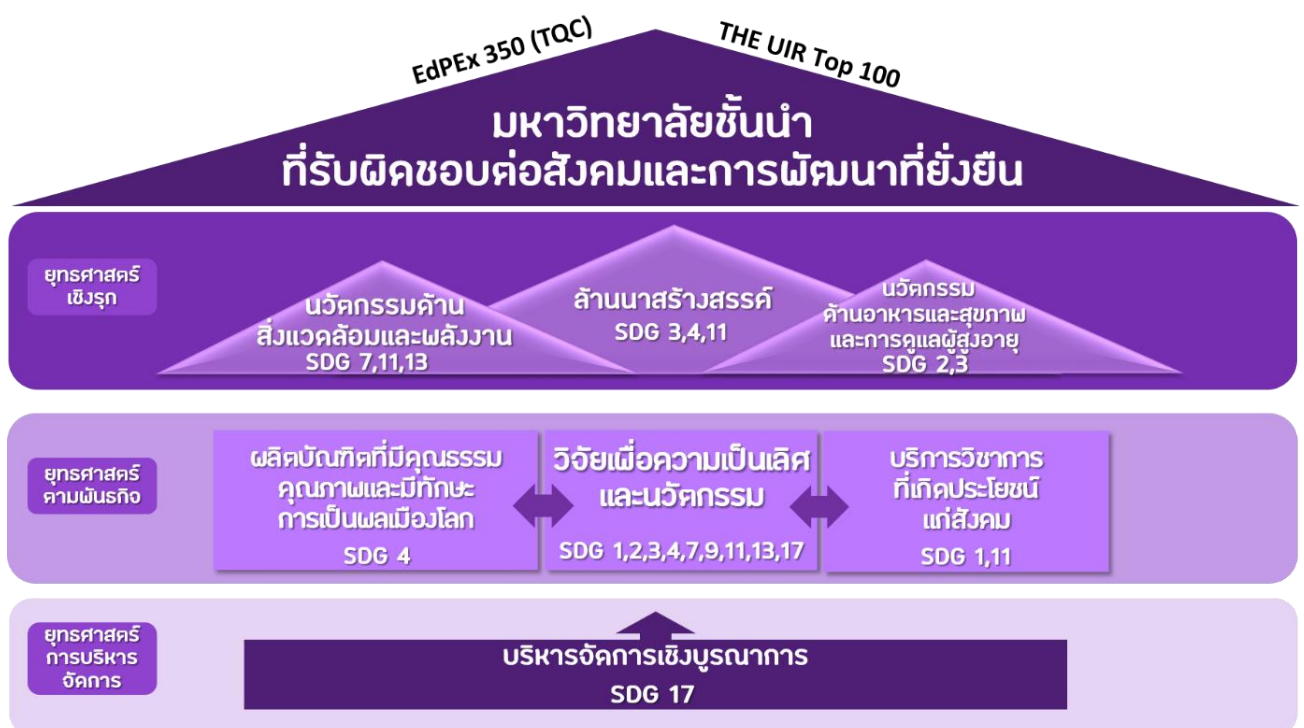 EdPEx 350 (TQC)
THE UIR Top 100
มหาวิทยาลัยชั้นนำ
ที่รับผิดชอบต่อสังคมและการพัฒนาที่ยั่งยืน
ยุทธศาสตร์
เชิงรุก
นวัตกรรมด้าน
สิ่งแวดล้อมและพลังงาน
SDG 7,11,13
ล้านนาสร้างสรรค์
SDG 3,4,11
นวัตกรรม
ด้านอาหารและสุขภาพ
และการดูแลผู้สูงอายุ
SDG 2,3
ยุทธศาสตร์
ตามพันธกิจ
ผลิตบัณฑิตที่มีคุณธรรม
คุณภาพและมีทักษะ
การเป็นพลเมืองโลก
SDG 4
วิจัยเพื่อความเป็นเลิศ
และนวัตกรรม
SDG 1,2,3,4,7,9,11,13,17
บริการวิชาการ
ที่เกิดประโยชน์
แก่สังคม
SDG 1,11
ยุทธศาสตร์
การบริหาร
จัดการ
บริหารจัดการเชิงบูรณาการ
SDG 17